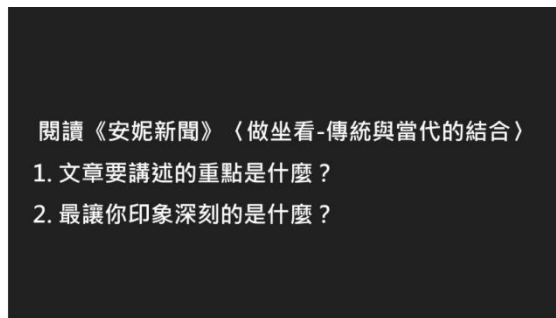 閱讀《安妮新聞》〈做坐看-傳統與當代的結合〉
1. 文章要講述的重點是什麼？
2. 最讓你印象深刻的是什麼？